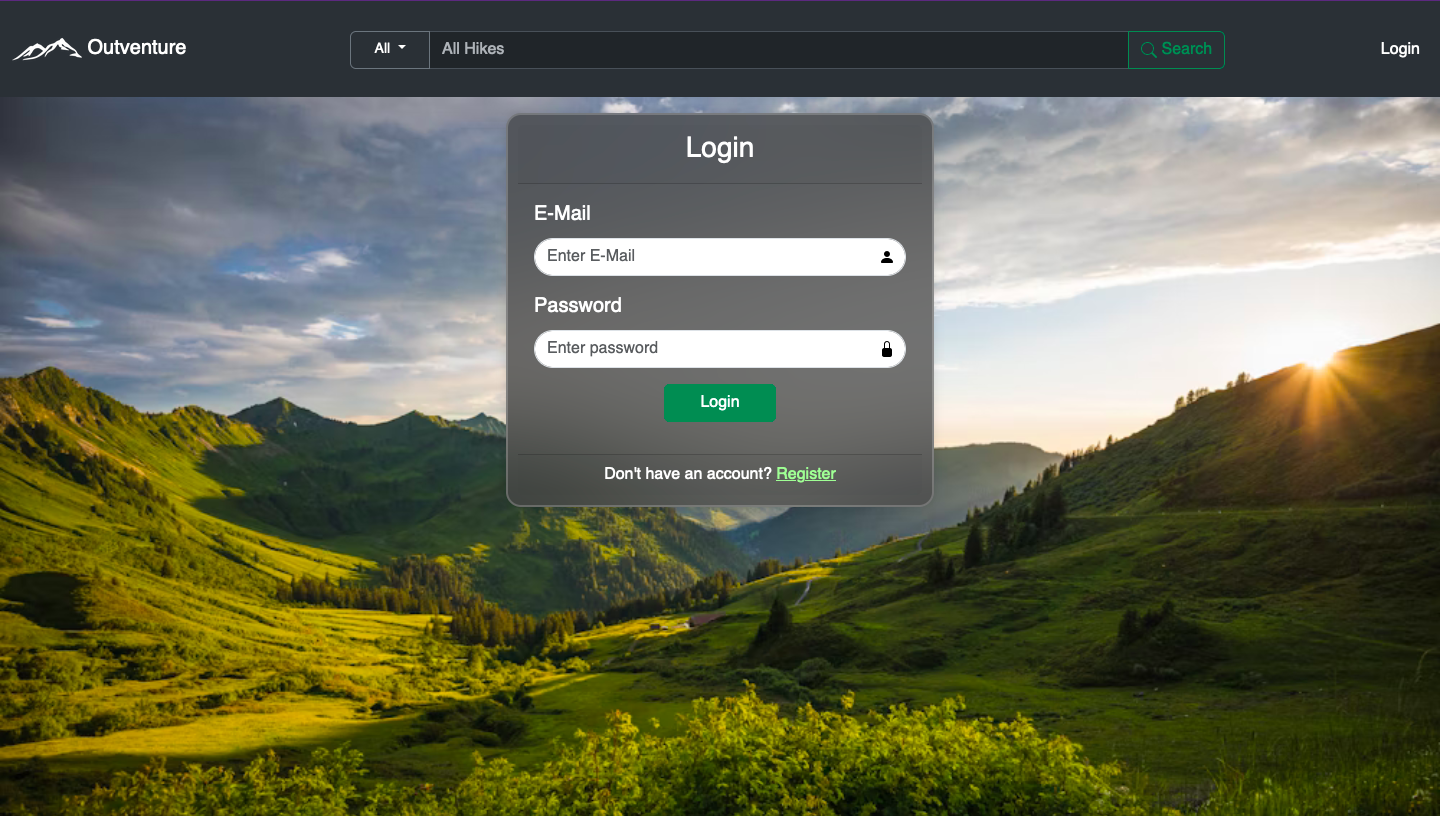 Outventure
All
All Hikes
Search
Login
Login
E-Mail
Enter E-Mail
Password
Enter password
Login
Don't have an account? Register